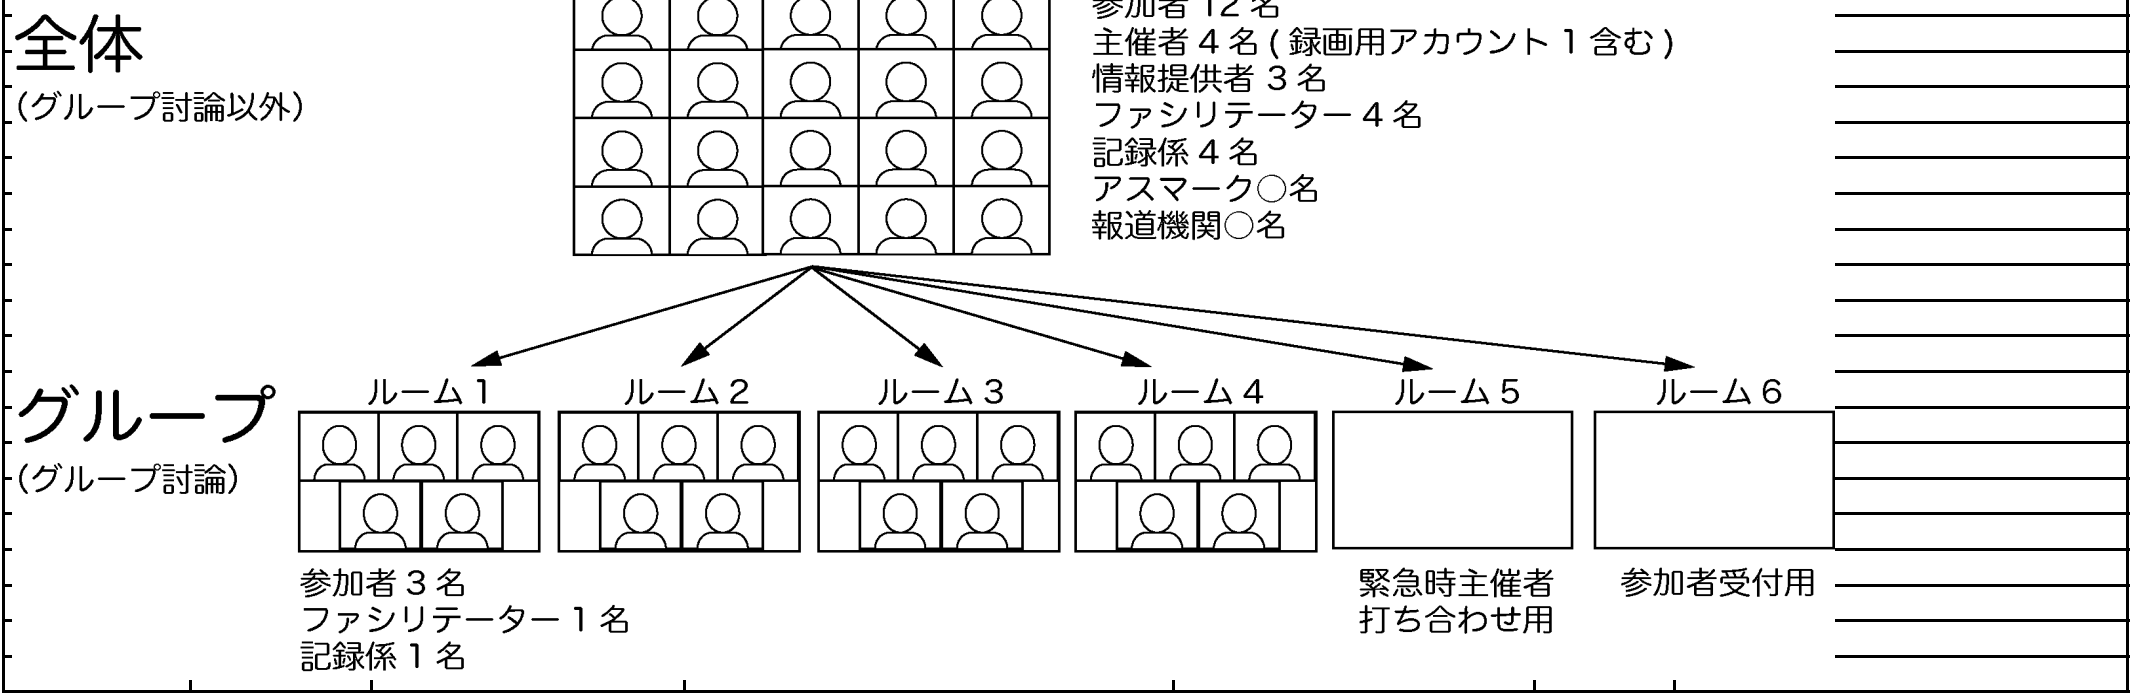 全体
(グループ討論以外)
参加者 12 名
主催者 4 名 ( 録画用アカウント 1 含む )
情報提供者 3 名
ファシリテーター 4 名
記録係 4 名
アスマーク○名
報道機関○名
グループ
(グループ討論)
ルーム 1
ルーム 2
ルーム 3
ルーム 4
ルーム 5
ルーム 6
参加者 3 名
ファシリテーター 1 名
記録係 1 名
緊急時主催者
打ち合わせ用
参加者受付用